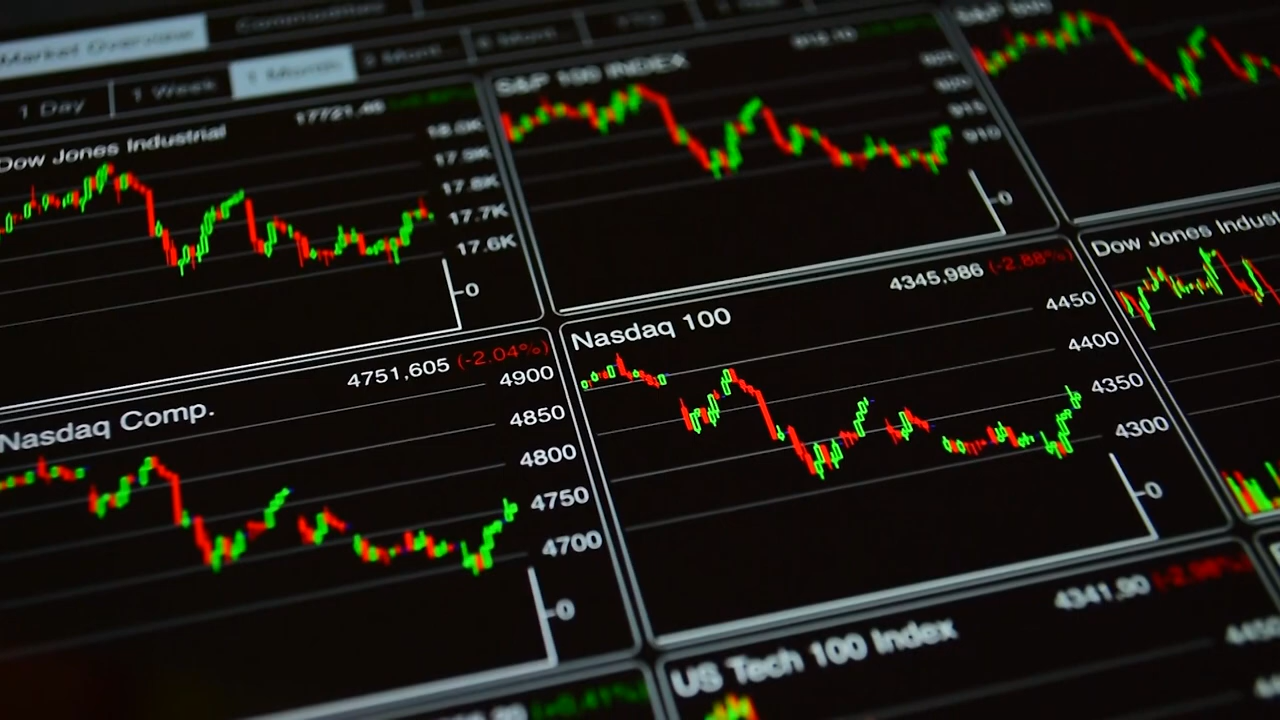 Market Overview
Commodities
1 Day
1 Week
1 Month
Dow Jones Industrial
17721.46
18.0K
17.9K
17.8K
17.7K
17.6K
0
S&P 100 INDEX
915
910
0
S&P 500
Nasdaq Comp.
4751,605 (-2.04%)
4900
4850
4800
4750
4700
0
Nasdaq 100
4345,986 (-2.88%)
4450
4400
4350
4300
0
Dow Jones Indust
US Tech 100 Index
4341,90